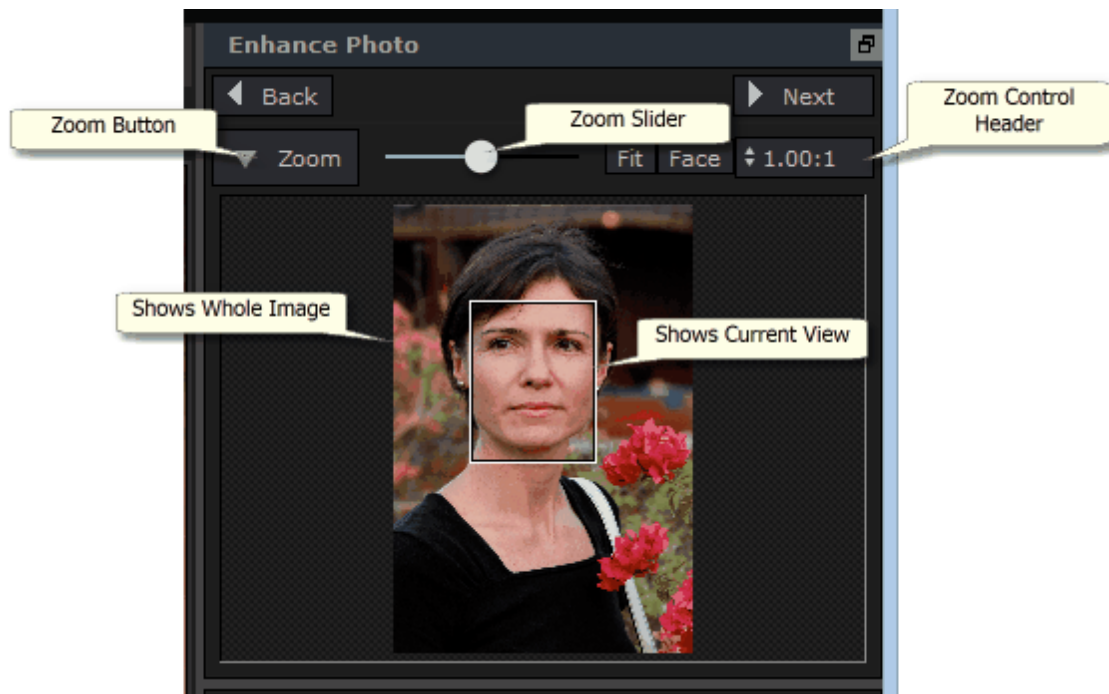 Enhance Photo
Back
Next
Zoom Button
Zoom Slider
Zoom Control
Header
Zoom
Fit
Face
1.00:1
Shows Whole Image
Shows Current View